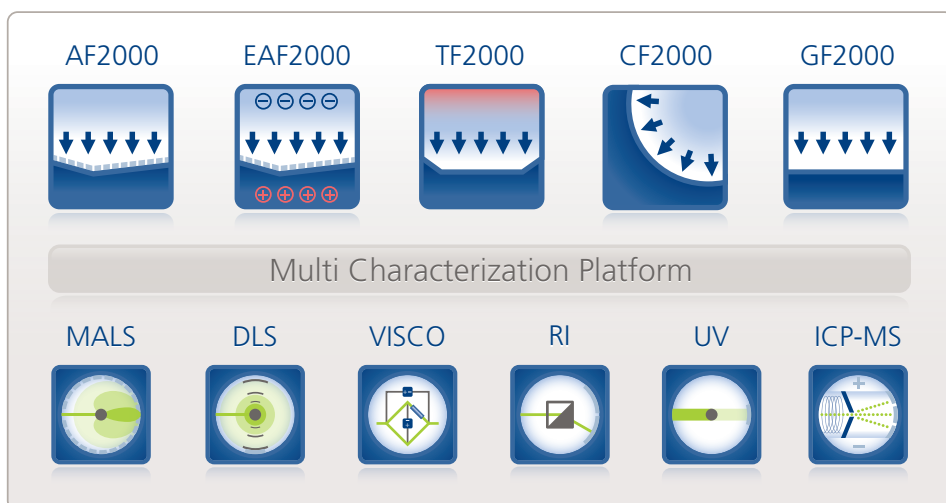 AF2000 EAF2000 TF2000 CF2000 GF2000
Multi Characterization Platform
MALS DLS VISCO RI UV ICP-MS